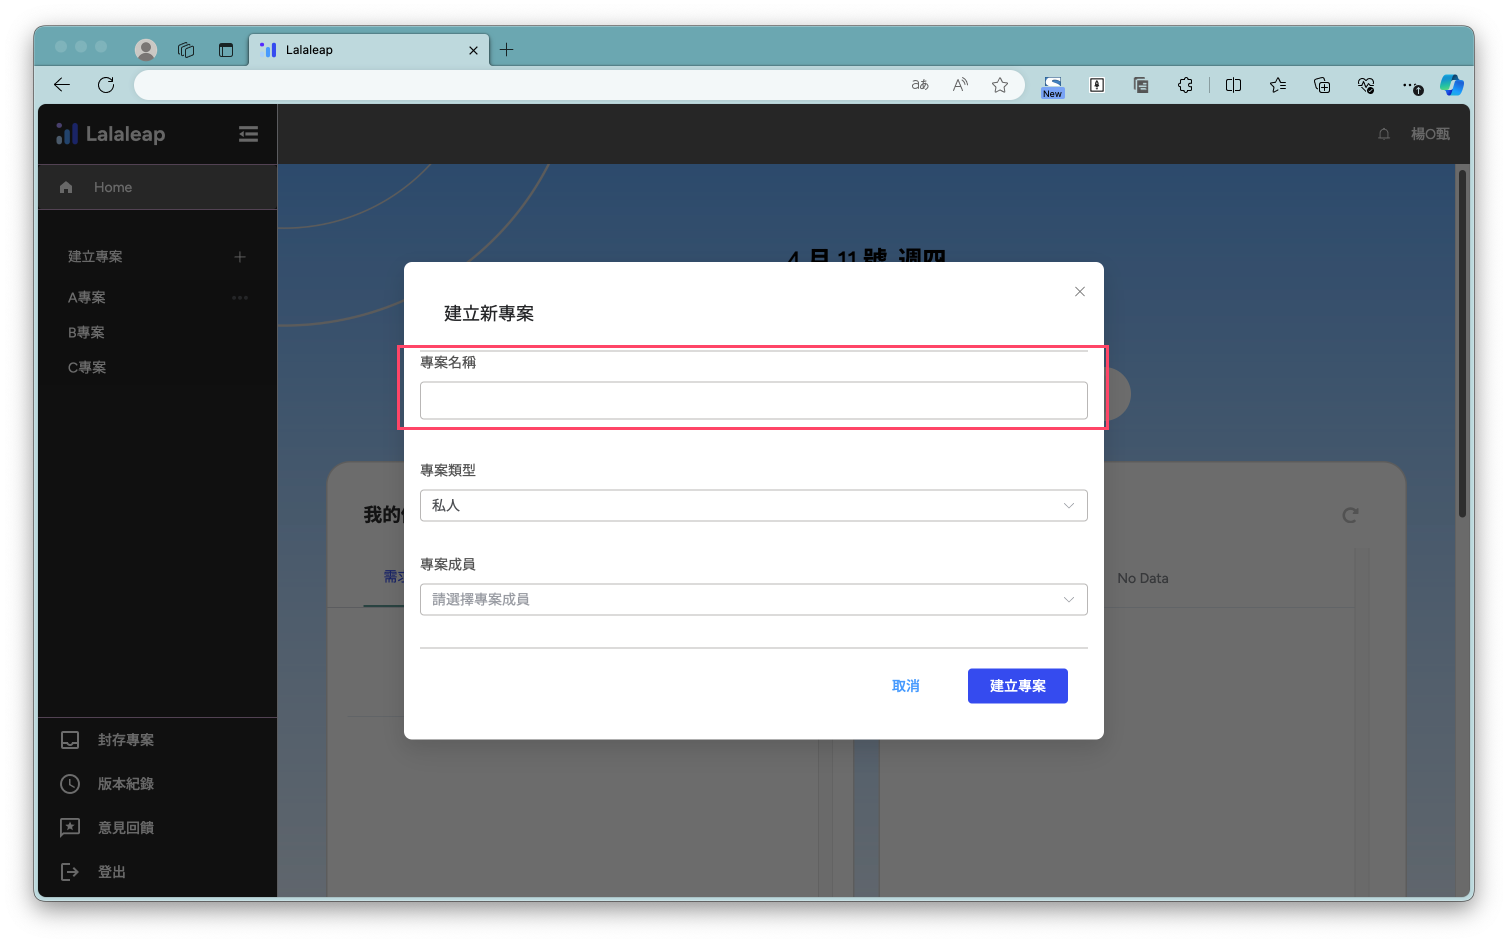 Lalaleap
aあ
New
Lalaleap
楊O甄
Home
4 月 11 號 週四
建立專案
A專案
B專案
C專案
建立新專案
專案名稱
專案類型
私人
我的
專案成員
需求
請選擇專案成員
No Data
取消
建立專案
封存專案
版本紀錄
意見回饋
登出